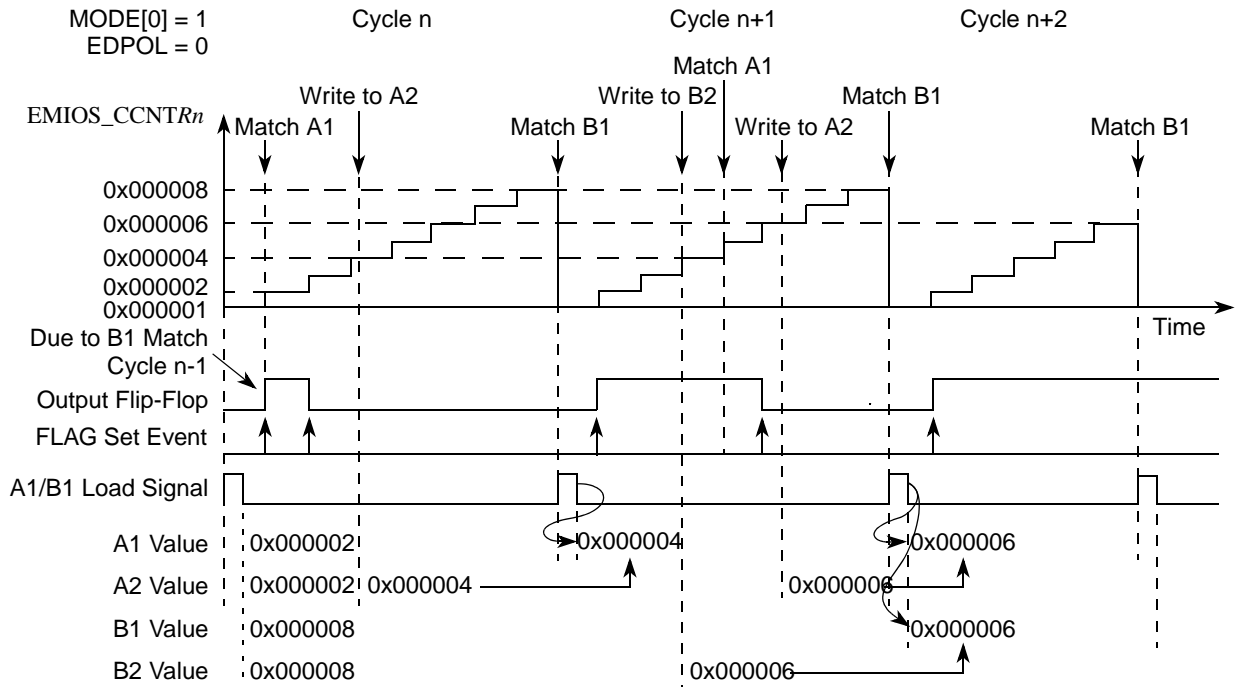 MODE[0] = 1
EDPOL = 0
Cycle n
Cycle n+1
Cycle n+2
Match A1
Write to A2
Write to B2
Match B1
EMIOS_CCNTRn
Match A1
Match B1
Write to A2
Match B1
0x000008
0x000006
0x000004
0x000002
0x000001
Time
Due to B1 Match
Cycle n-1
Output Flip-Flop
FLAG Set Event
A1/B1 Load Signal
A1 Value 0x000002 0x000004 0x000006
A2 Value 0x000002 0x000004 0x000006
B1 Value 0x000008 0x000006
B2 Value 0x000008 0x000006